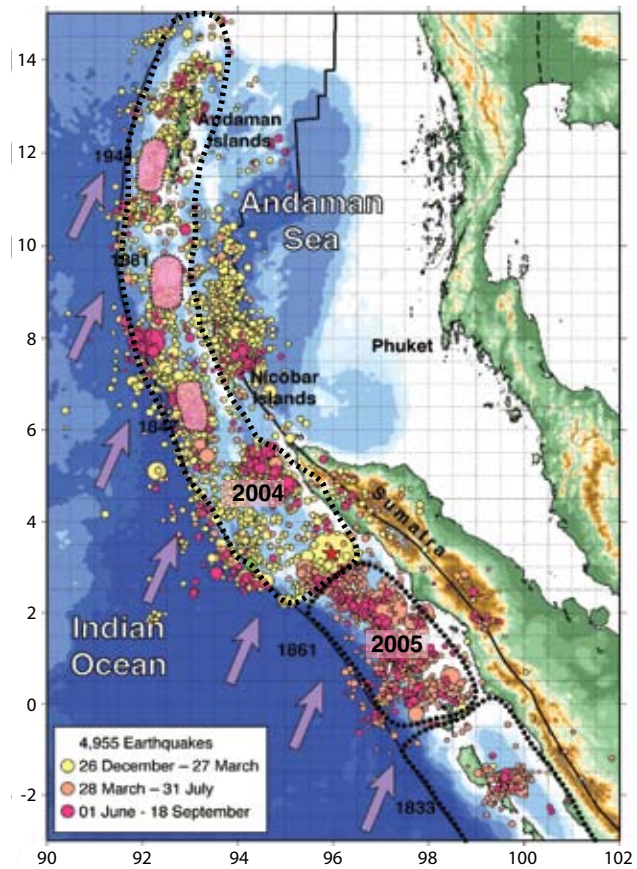 14
Andaman
Islands
12
Andaman
Sea
10
1881
8
Phuket
Nicobar
Islands
6
1847
2004
Sumatra
4
2
Indian
Ocean
1861
2005
0
4,955 Earthquakes
26 December – 27 March
28 March – 31 July
01 June - 18 September
-2
1833
90
92
94
96
98
100
102